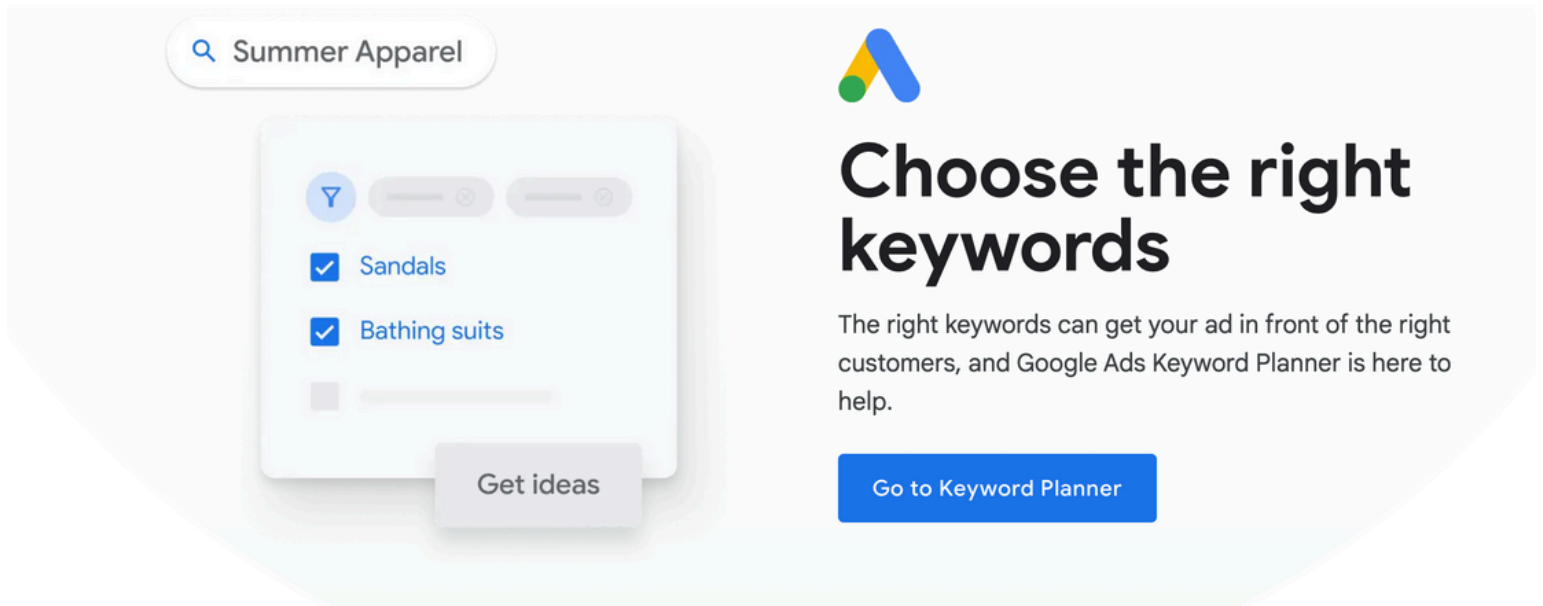 Summer Apparel
Sandals
Bathing suits
Get ideas
Choose the right
keywords
The right keywords can get your ad in front of the right
customers, and Google Ads Keyword Planner is here to
help.
Go to Keyword Planner